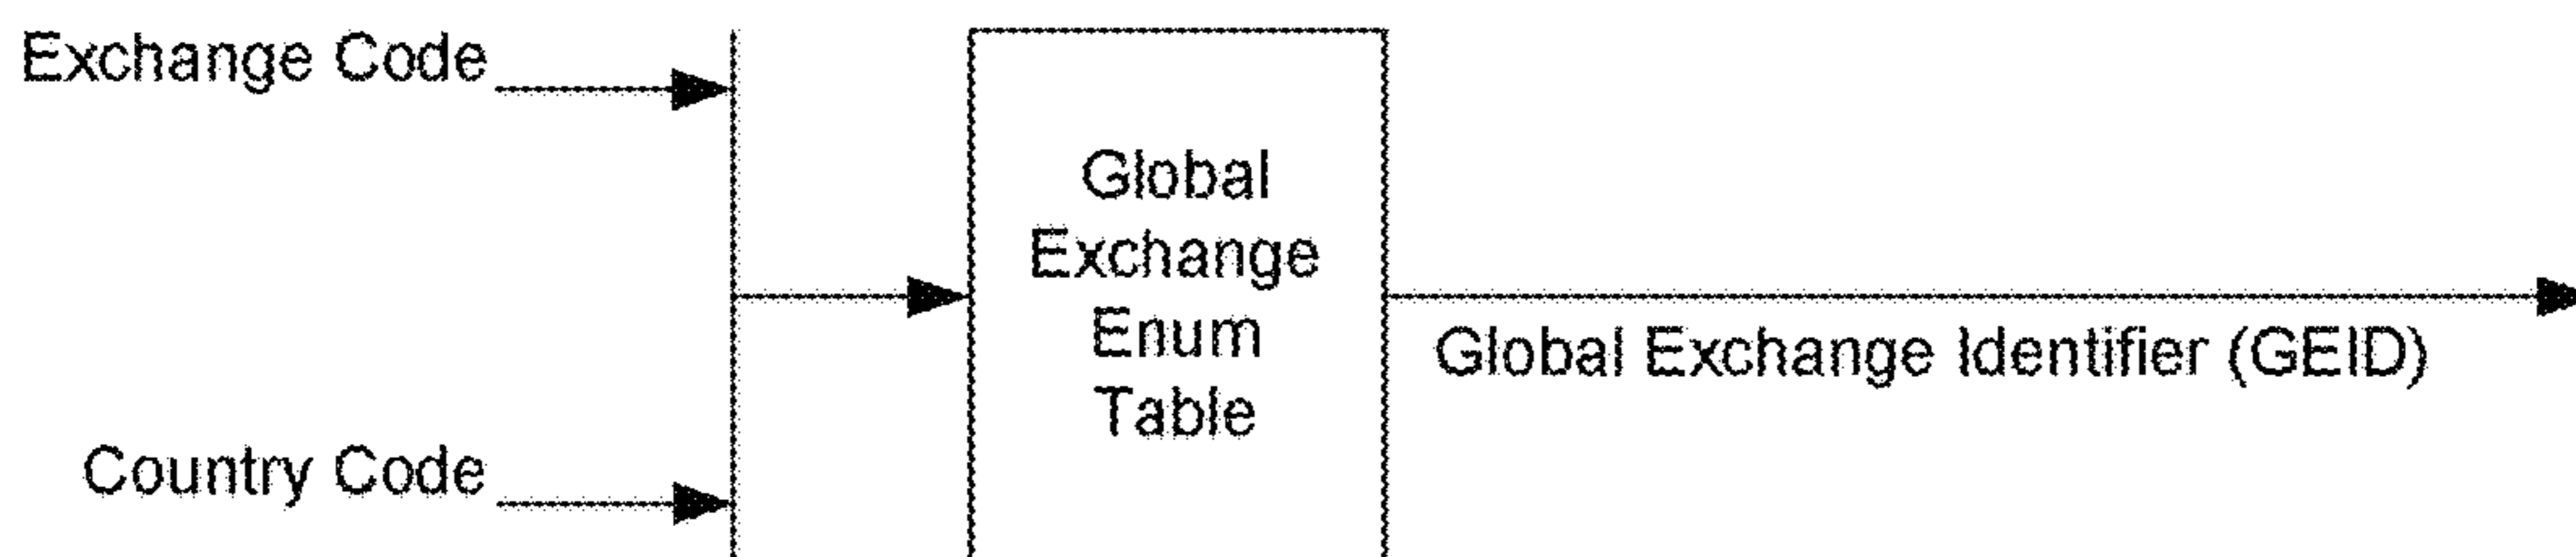 Exchange Code
Global
Exchange
Enum
Table
Global Exchange Identifier (GEID)
Country Code